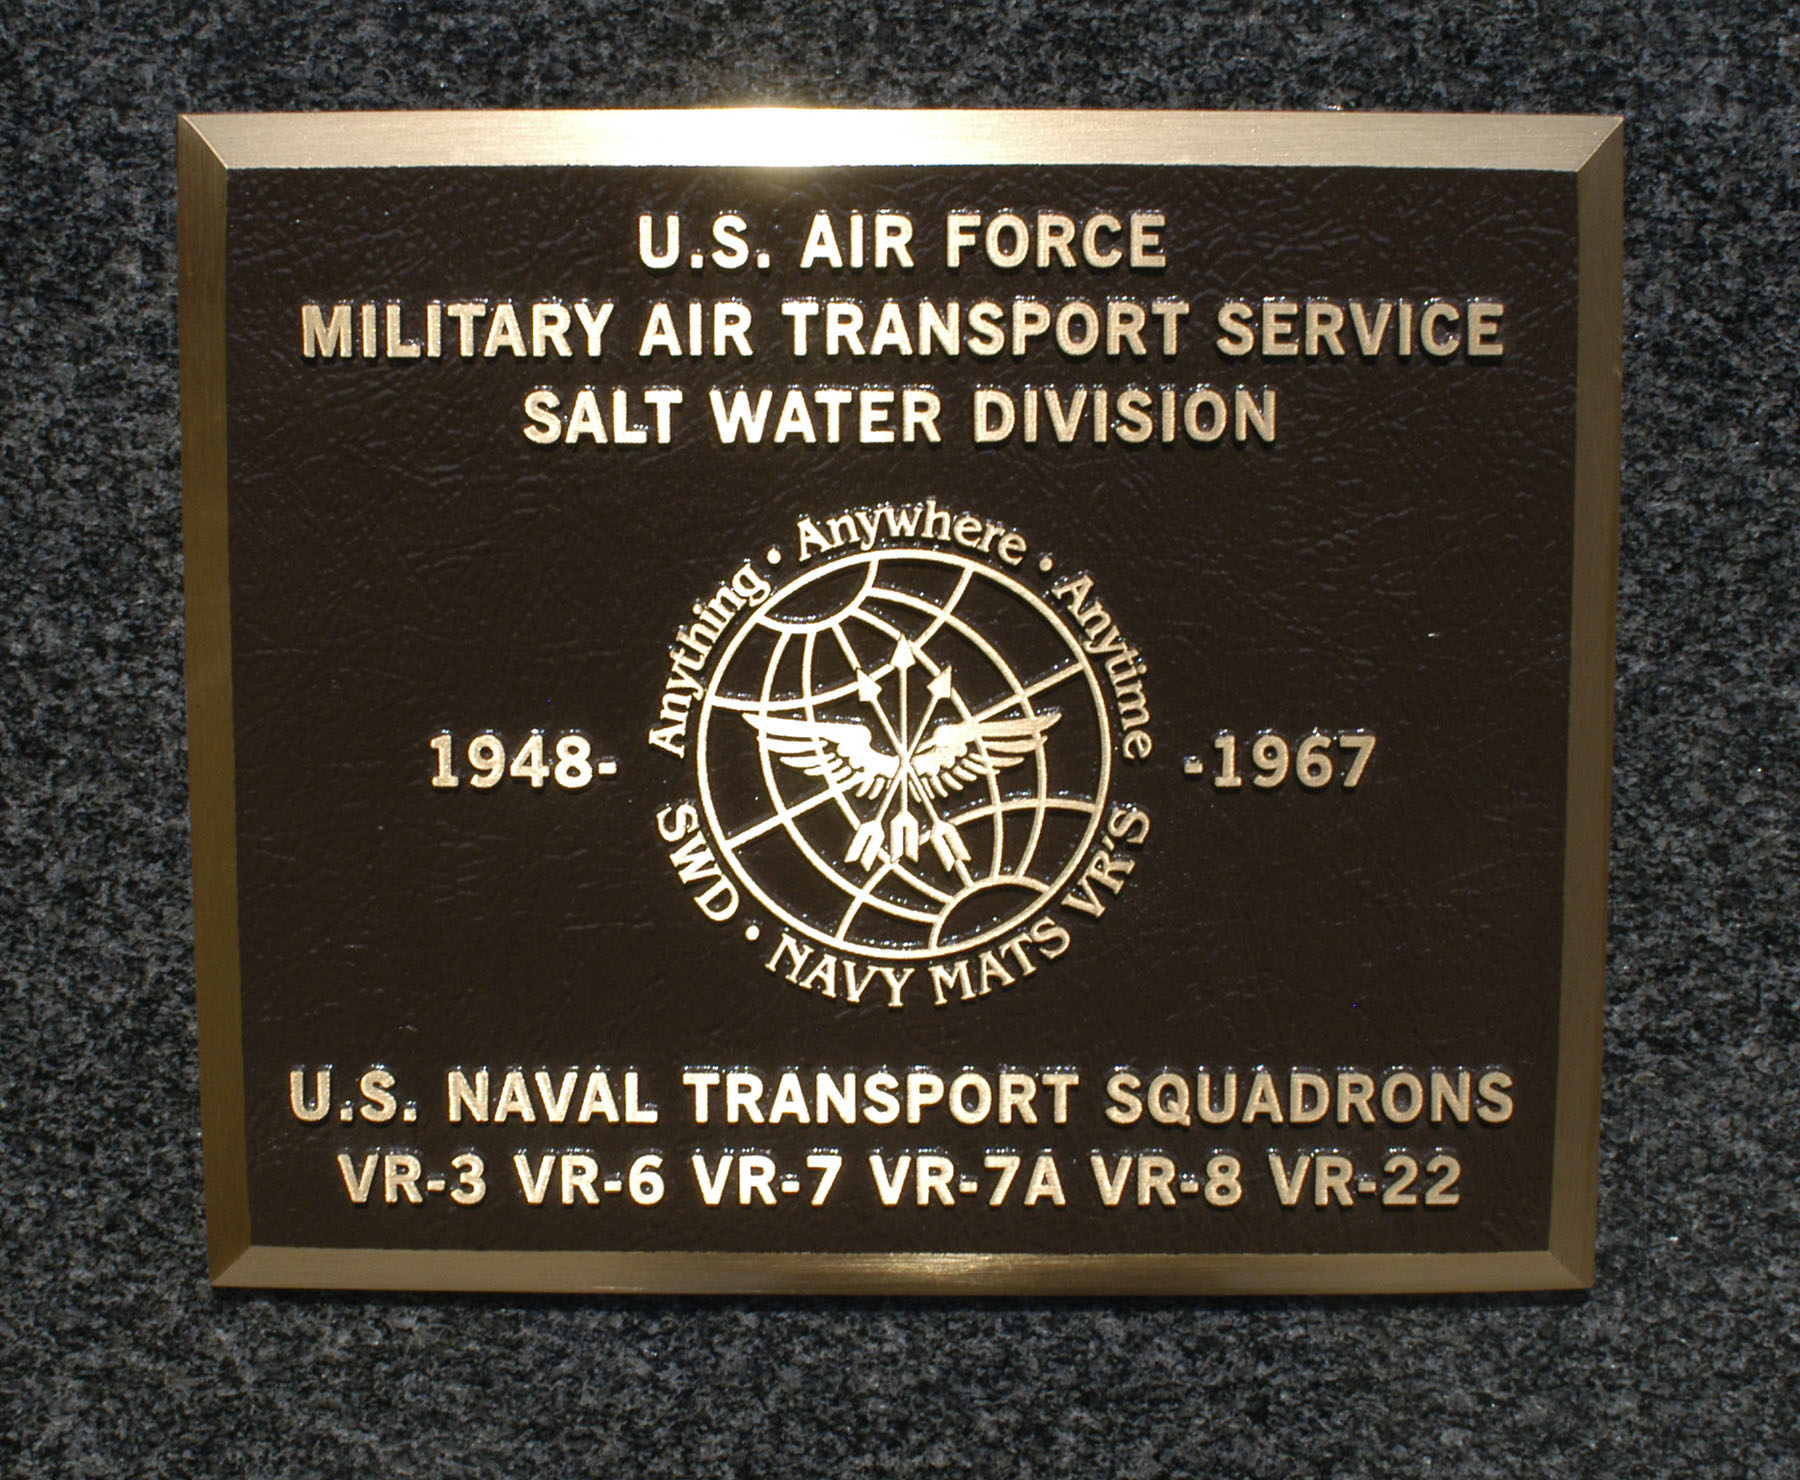 U.S. AIR FORCE
MILITARY AIR TRANSPORT SERVICE
SALT WATER DIVISION
Anything • Anywhere • Anytime
1948- -1967
SWD • NAVY MATS VR'S
U.S. NAVAL TRANSPORT SQUADRONS
VR-3 VR-6 VR-7 VR-7A VR-8 VR-22